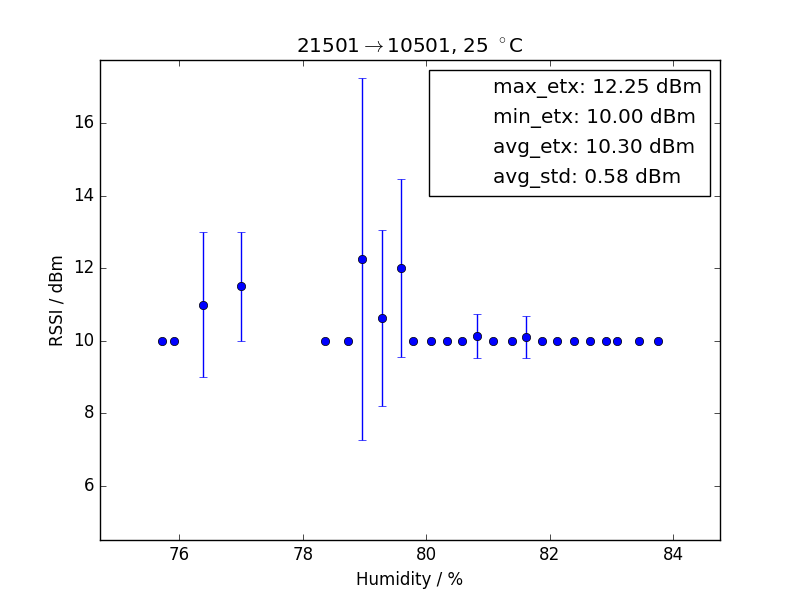 21501→10501, 25 °C
max_etx: 12.25 dBm
min_etx: 10.00 dBm
avg_etx: 10.30 dBm
avg_std: 0.58 dBm
RSSI / dBm
16
14
12
10
8
6
76 78 80 82 84
Humidity / %